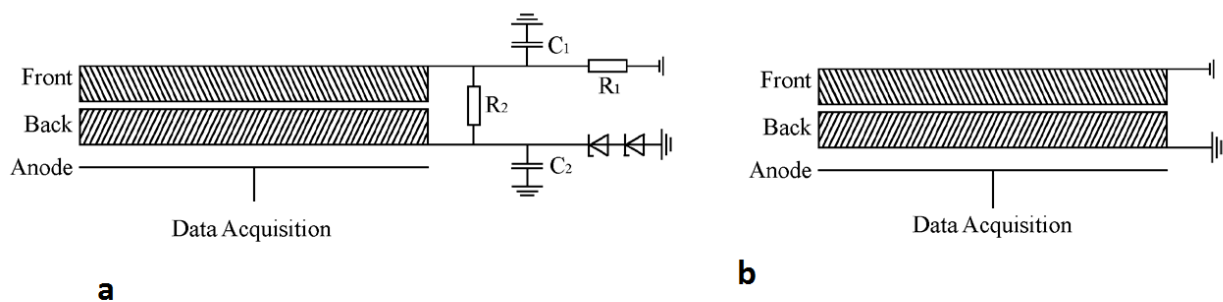 C1
Front
R1
R2
Back
C2
Anode
Data Acquisition
a
Front
Back
Anode
Data Acquisition
b